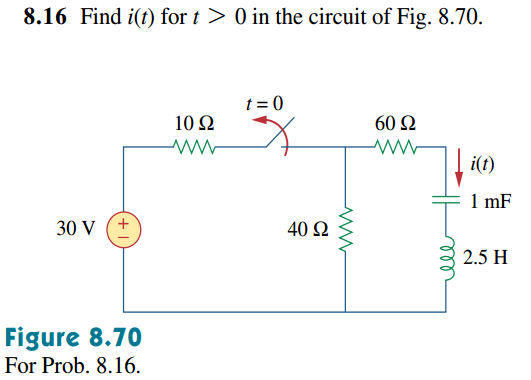 8.16 Find i(t) for t > 0 in the circuit of Fig. 8.70.
t = 0
10 Ω
60 Ω
i(t)
1 mF
30 V
+
40 Ω
2.5 H
Figure 8.70
For Prob. 8.16.